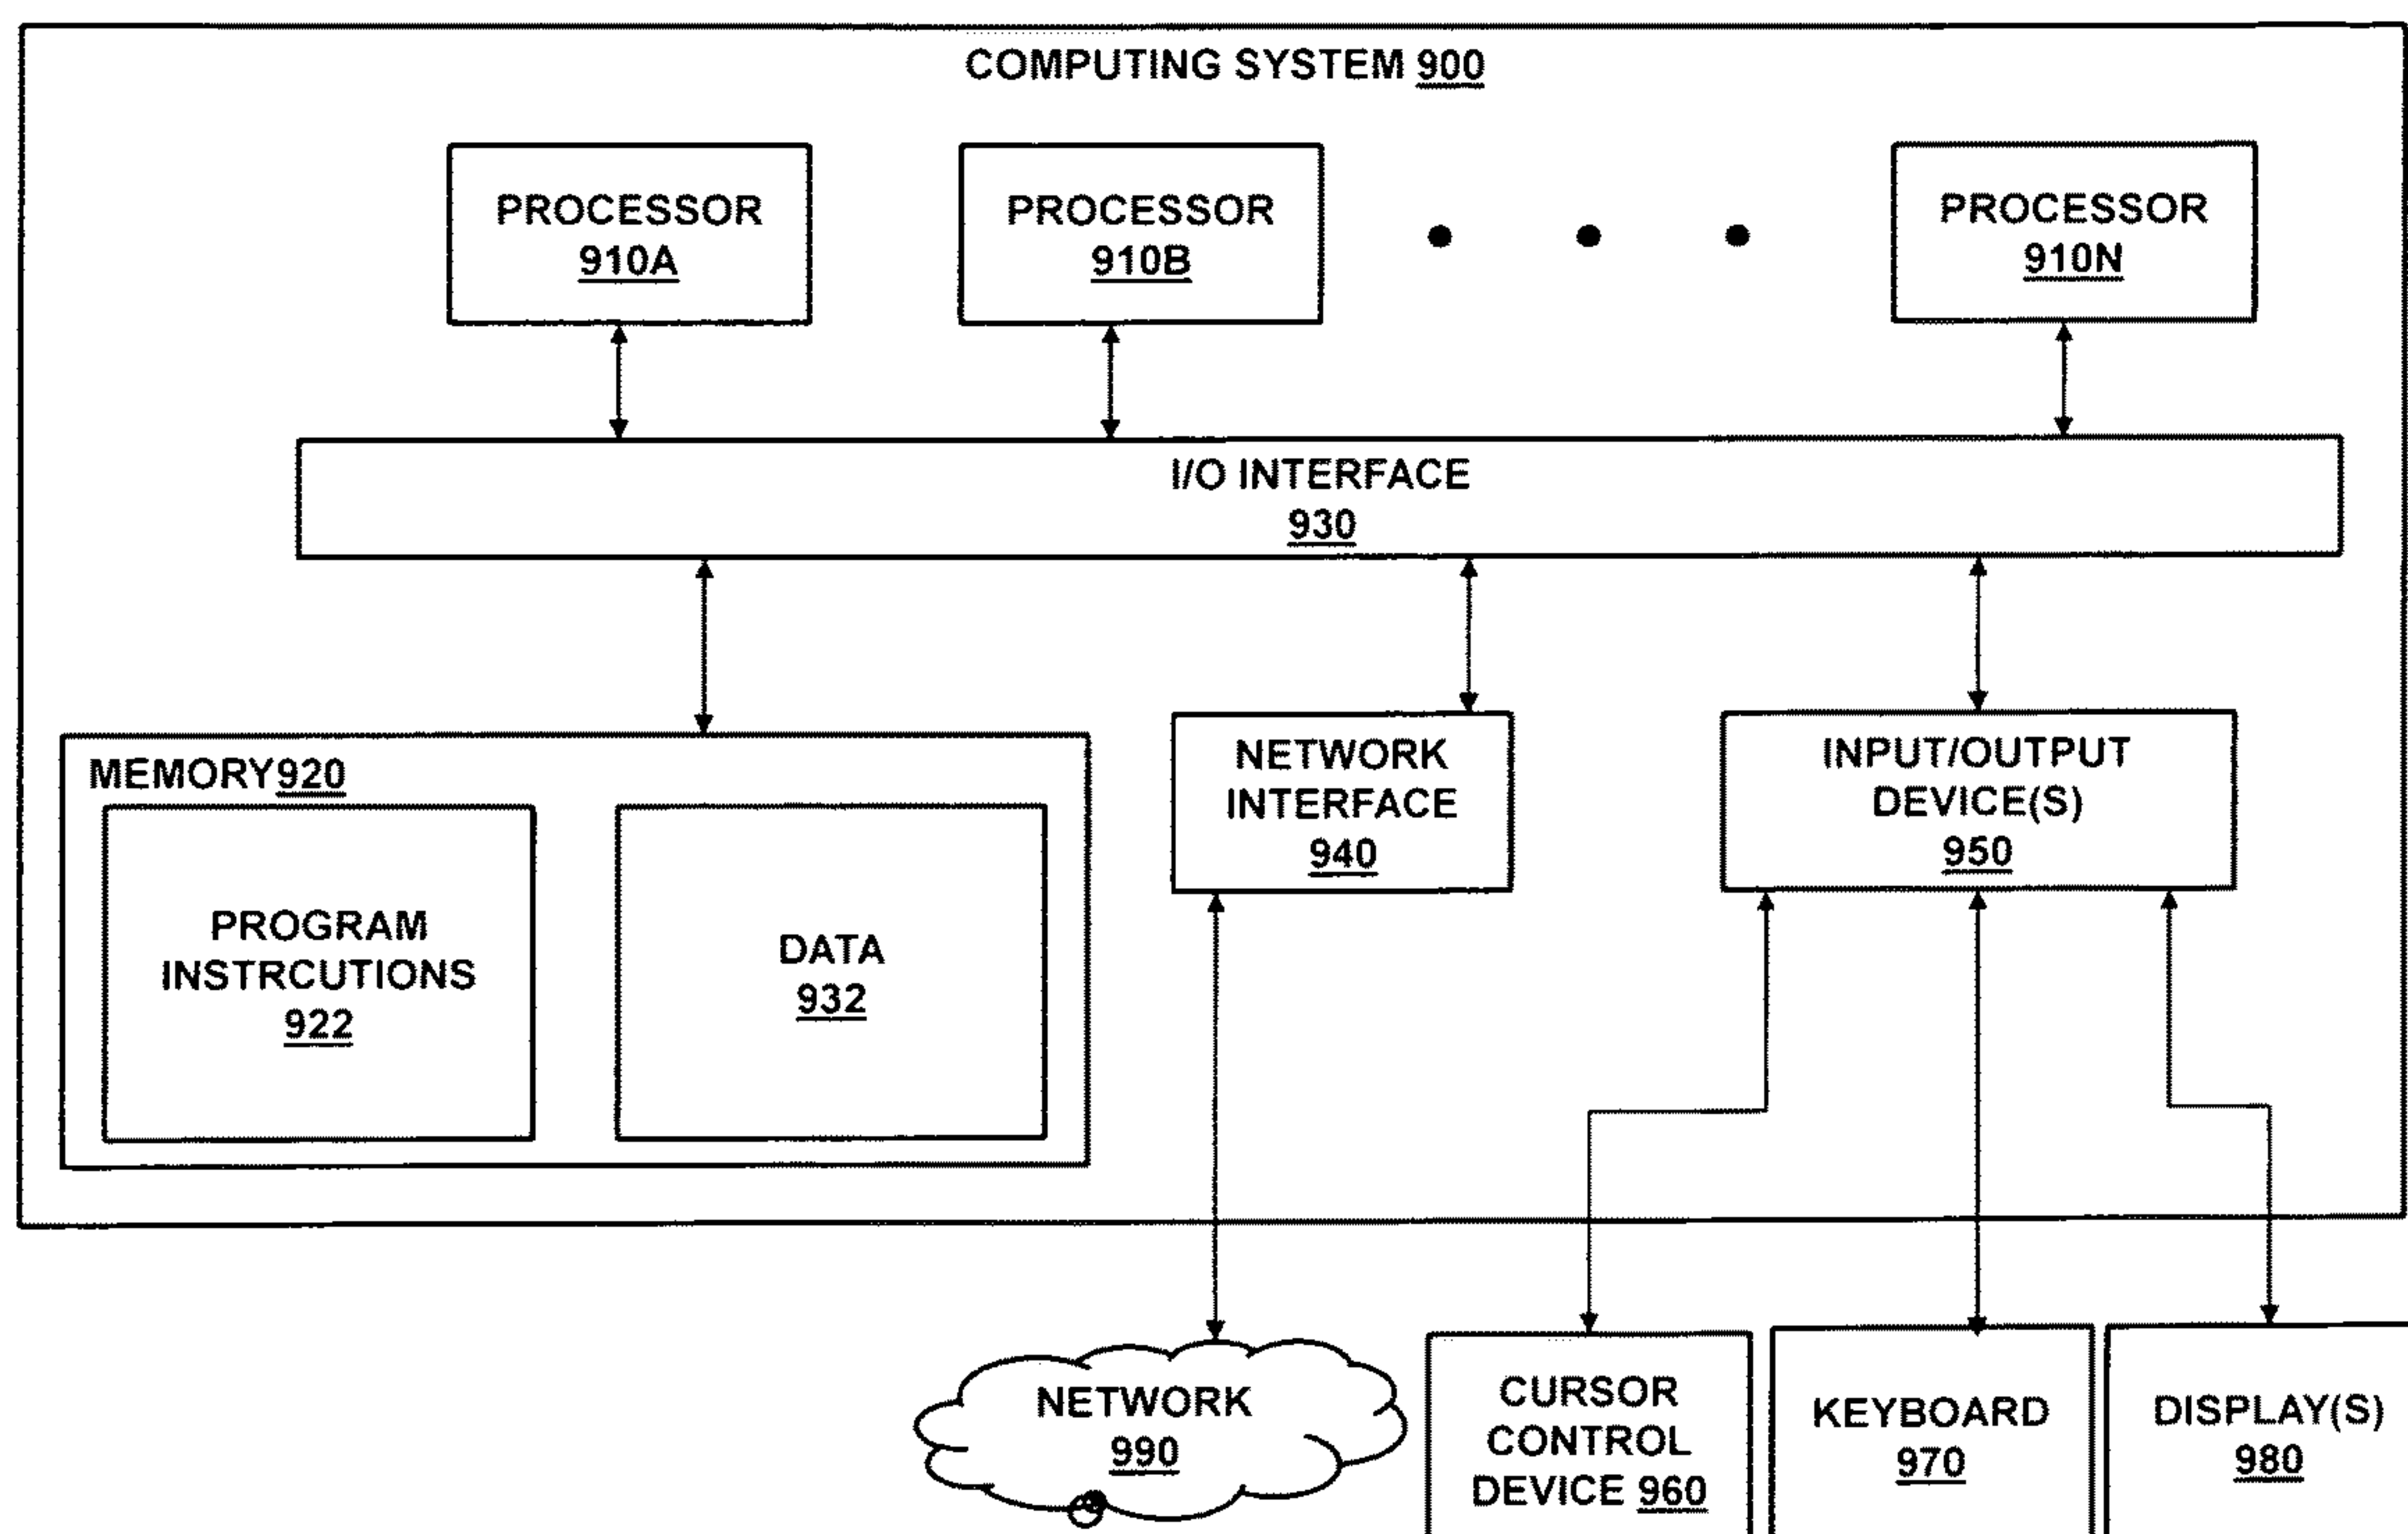 COMPUTING SYSTEM 900
PROCESSOR
910A
PROCESSOR
910B
PROCESSOR
910N
I/O INTERFACE
930
MEMORY920
PROGRAM
INSTRCUTIONS
922
DATA
932
NETWORK
INTERFACE
940
INPUT/OUTPUT
DEVICE(S)
950
NETWORK
990
CURSOR
CONTROL
DEVICE 960
KEYBOARD
970
DISPLAY(S)
980